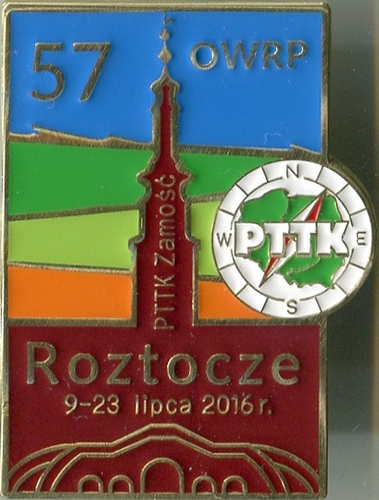 57 OWRP
N
W PTTK E
S
PTTK Zamość
Roztocze
9-23 lipca 2016 r.